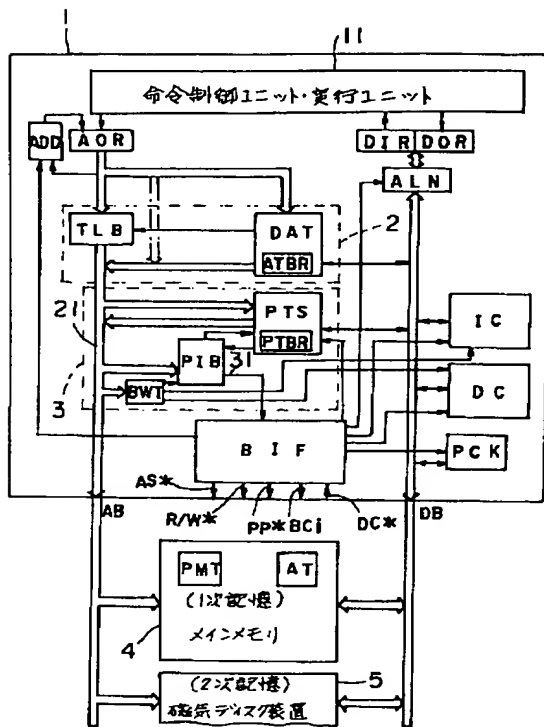 1
11
命令制御ユニット・実行ユニット
ADD
AOR
DIR
DOR
ALN
TLB
DAT
2
ATBR
21
PTS
PTBR
IC
3
PIB
31
BWT
DC
BIF
PCK
AS*
R/W*
PP*
BCi
DC*
AB
DB
PMT
AT
(1次記憶)
メインメモリ
4
(2次記憶)
5
磁気ディスク装置